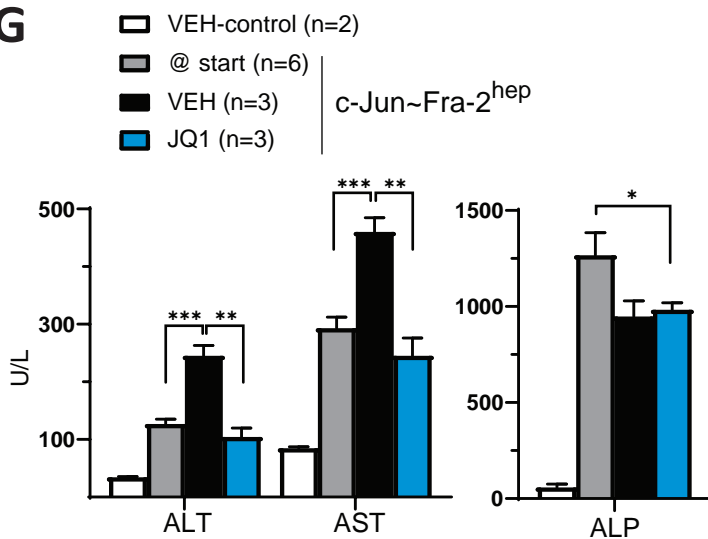 G
VEH-control (n=2)
@ start (n=6)
VEH (n=3)
JQ1 (n=3)
c-Jun~Fra-2hep
*** **
*** **
*
500
300
100
U/L
ALT AST
1500
1000
500
0
ALP